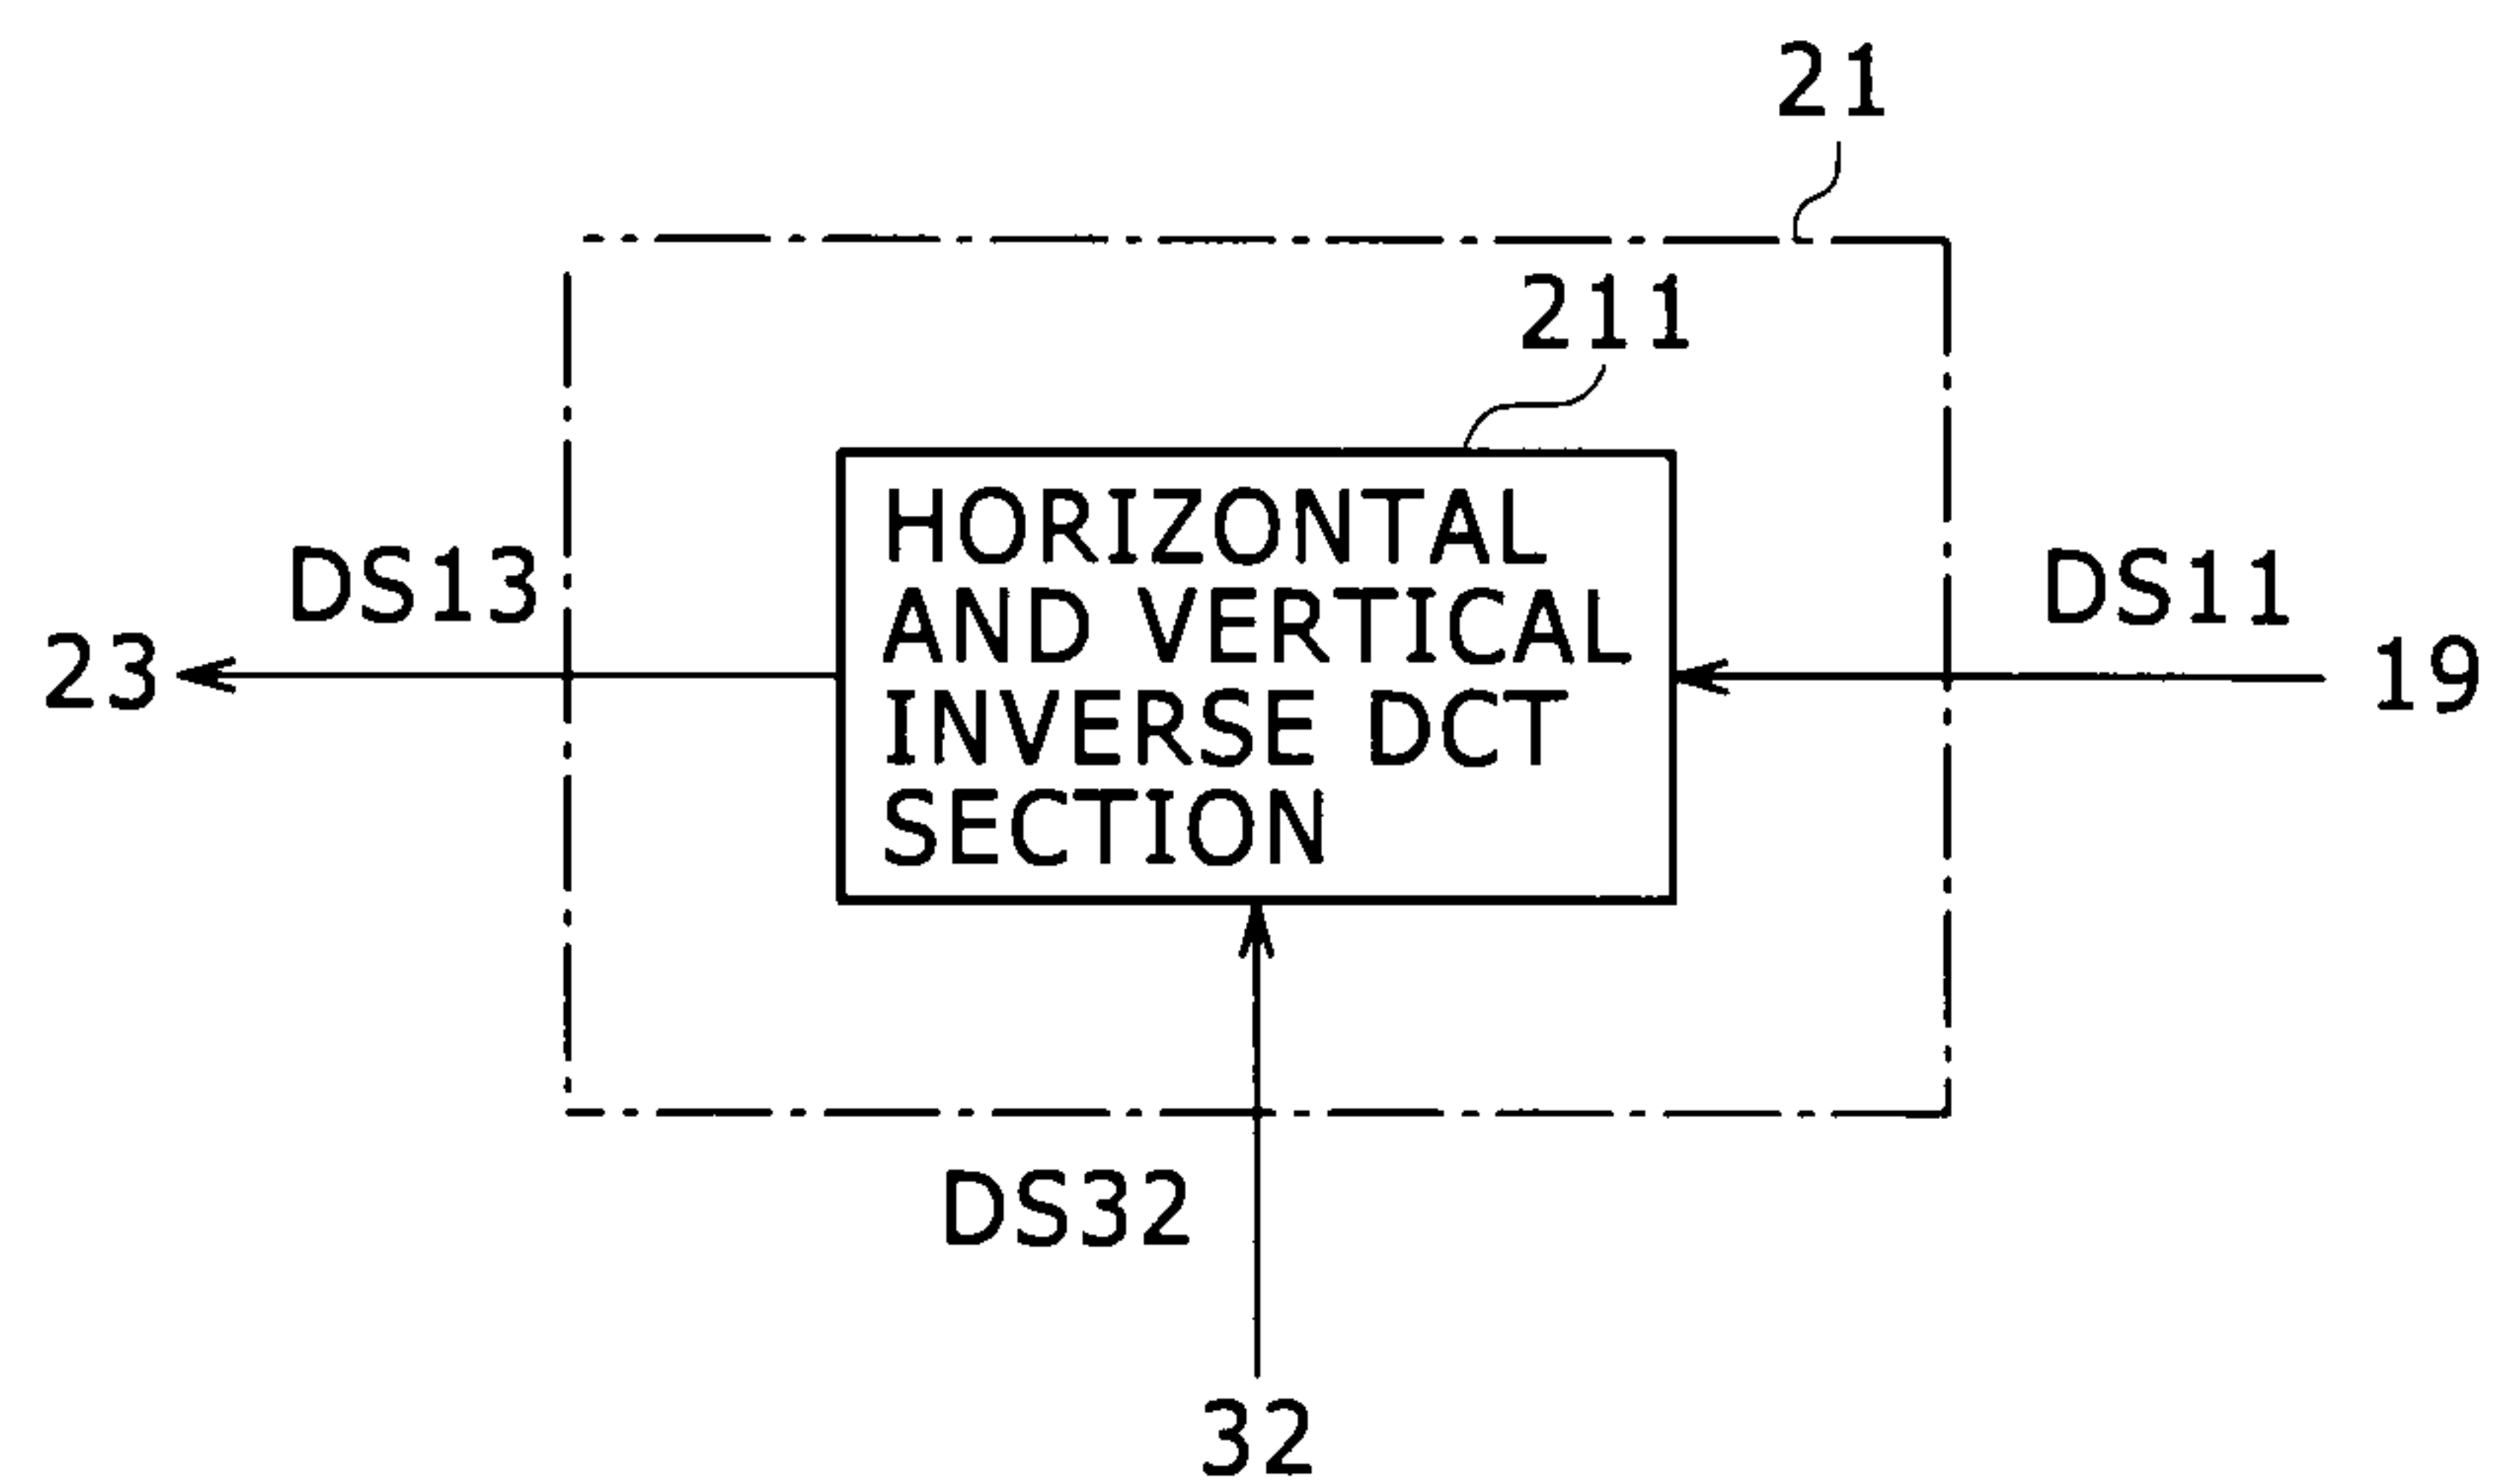 21
211
HORIZONTAL
AND VERTICAL
INVERSE DCT
SECTION
DS13
23
DS11
19
DS32
32